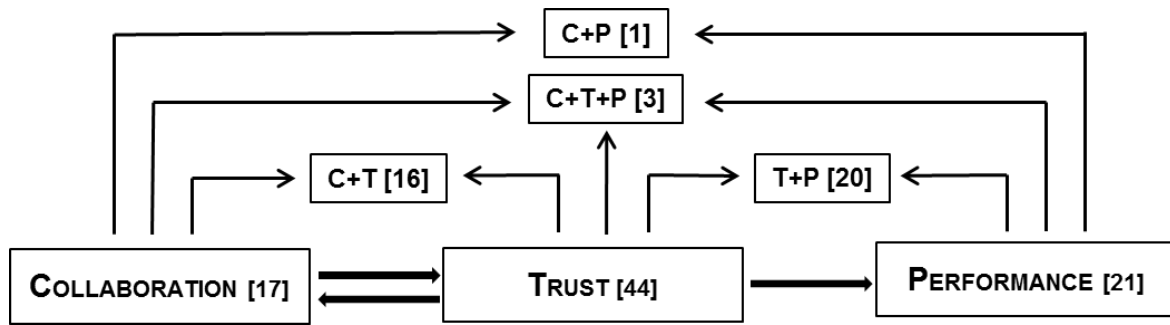 C+P [1]
C+T+P [3]
C+T [16]
T+P [20]
COLLABORATION [17]
TRUST [44]
PERFORMANCE [21]